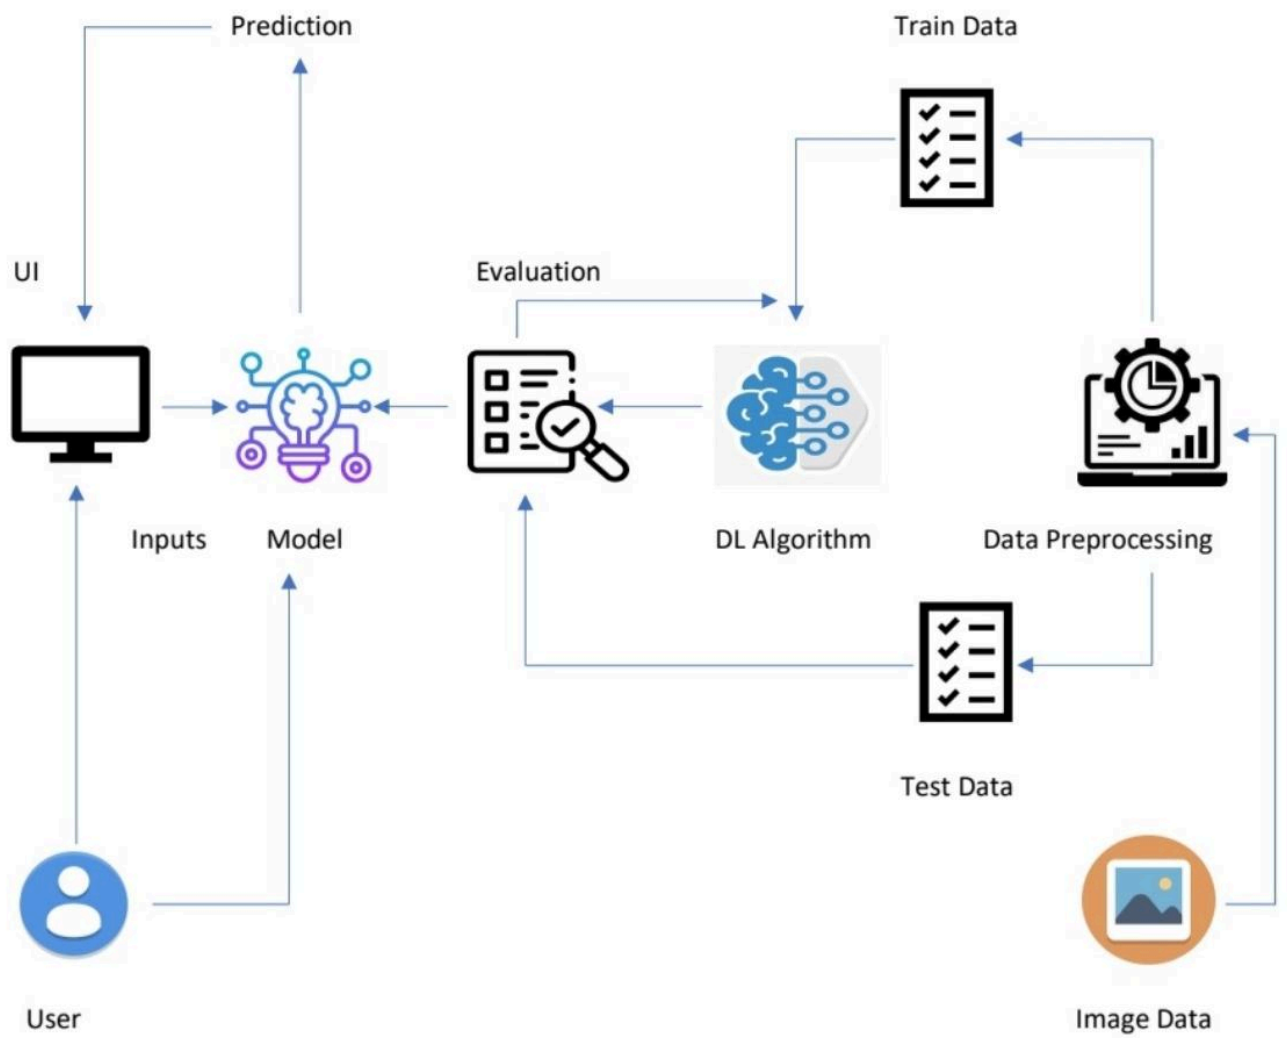 Prediction
Train Data
UI
Evaluation
Inputs
Model
DL Algorithm
Data Preprocessing
Test Data
User
Image Data